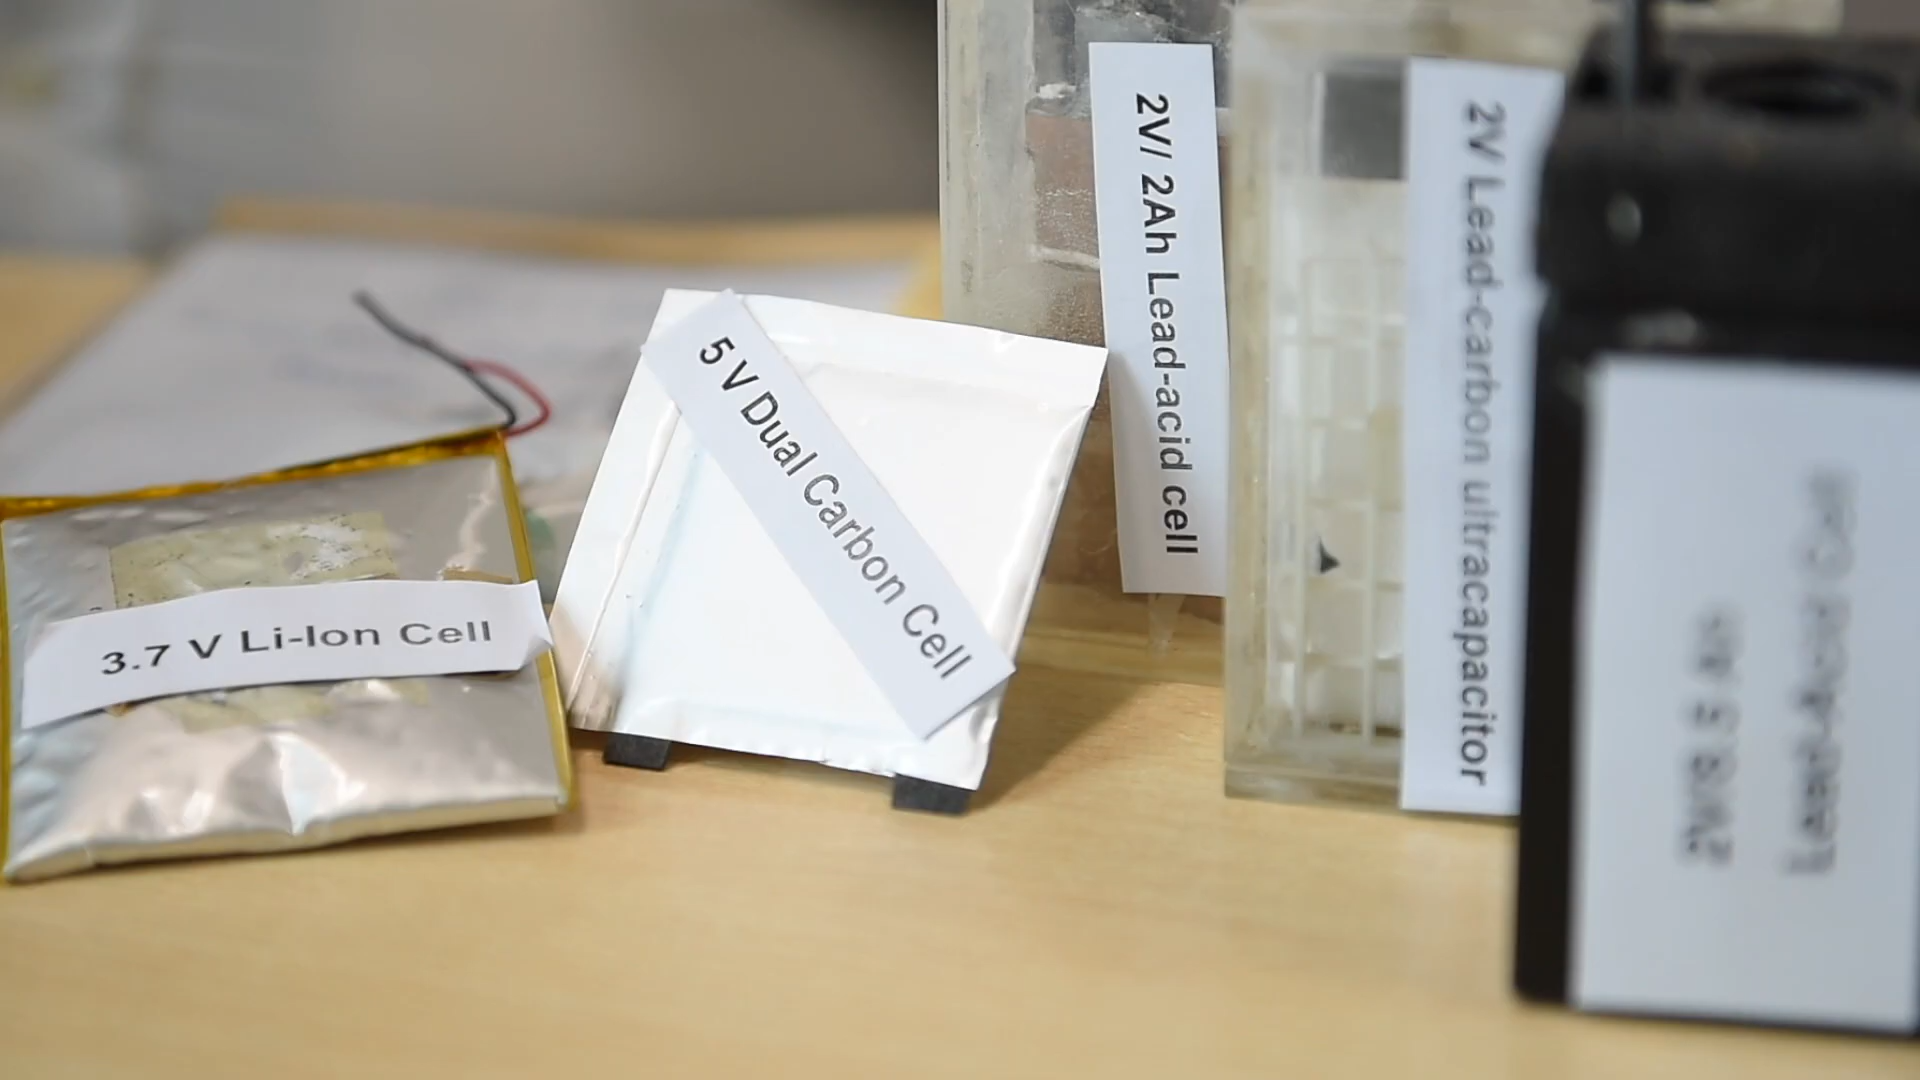 3.7 V Li-Ion Cell
5 V Dual Carbon Cell
2V/ 2Ah Lead-acid cell
2V Lead-carbon ultracapacitor